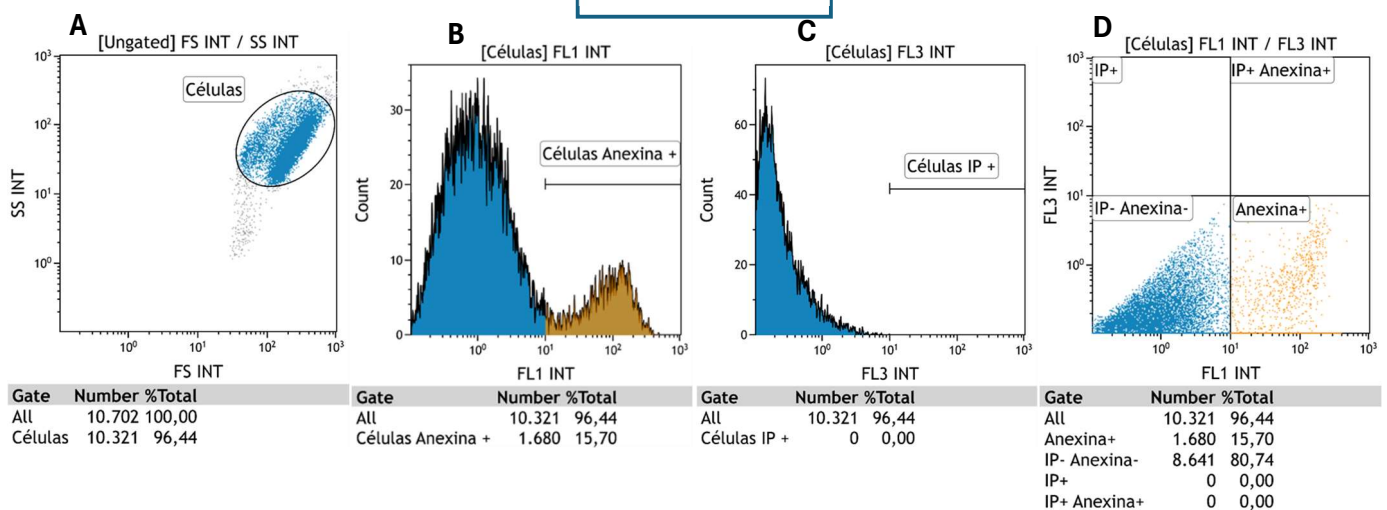 A
[Ungated] FS INT / SS INT
Células
SS INT
10³
10²
10¹
10⁰
10⁰ 10¹ 10² 10³
FS INT
Gate Number %Total
All 10.702 100,00
Células 10.321 96,44
B
[Células] FL1 INT
Células Anexina +
Count
30
20
10
0
10⁰ 10¹ 10² 10³
FL1 INT
Gate Number %Total
All 10.321 96,44
Células Anexina + 1.680 15,70
C
[Células] FL3 INT
Células IP +
Count
60
40
20
0
10⁰ 10¹ 10² 10³
FL3 INT
Gate Number %Total
All 10.321 96,44
Células IP + 0 0,00
D
[Células] FL1 INT / FL3 INT
IP+ IP+ Anexina+
IP- Anexina- Anexina+
FL3 INT
10³
10²
10¹
10⁰
10⁰ 10¹ 10² 10³
FL1 INT
Gate Number %Total
All 10.321 96,44
Anexina+ 1.680 15,70
IP- Anexina- 8.641 80,74
IP+ 0 0,00
IP+ Anexina+ 0 0,00